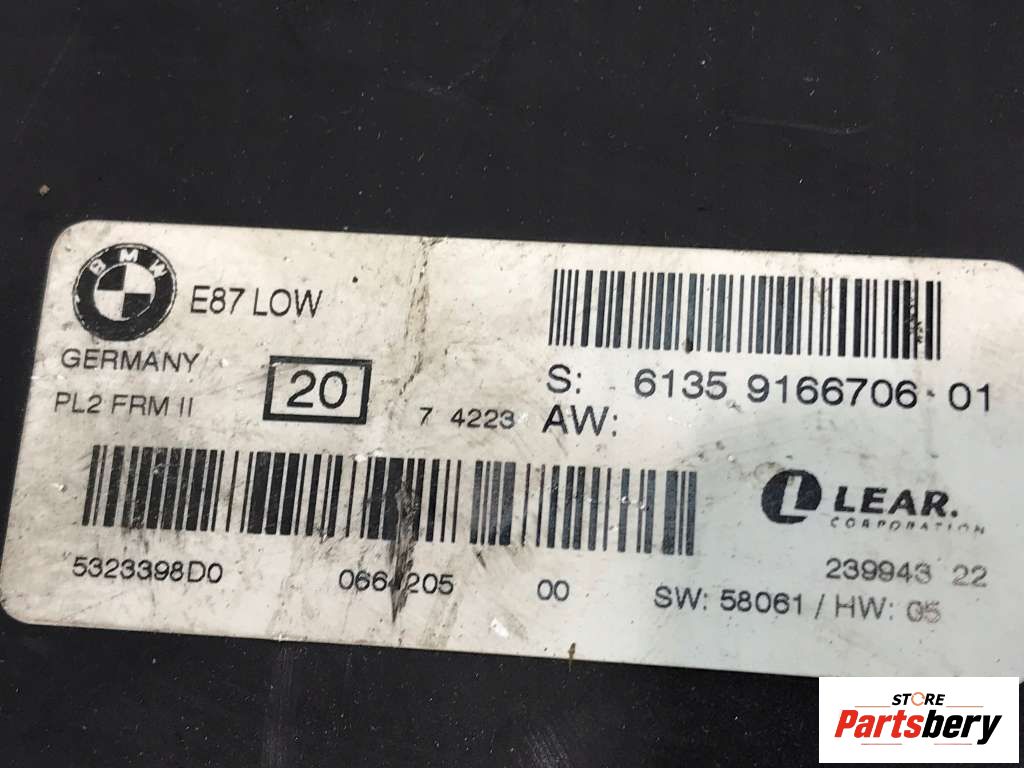 BMW
E87 LOW
GERMANY
PL2 FRM II
20
7 4223
S: 6135 9166706 01
AW:
LEAR.
CORPORATION
5323398D0 00
239943 22
SW: 58061 / HW: 05
STORE
Partsbery